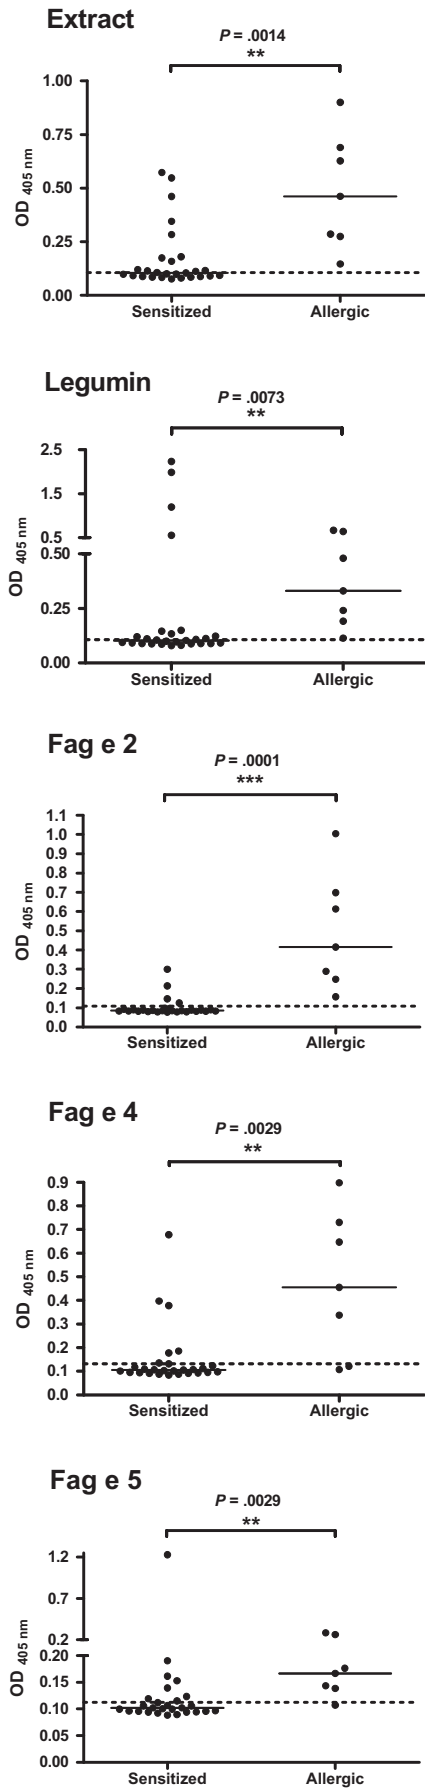 Extract
P = .0014
**
1.00
0.75
0.50
0.25
0.00
OD 405 nm
Sensitized Allergic
Legumin
P = .0073
**
2.5
1.5
0.5
0.50
0.25
0.00
OD 405 nm
Sensitized Allergic
Fag e 2
P = .0001
***
1.1
1.0
0.9
0.8
0.7
0.6
0.5
0.4
0.3
0.2
0.1
0.0
OD 405 nm
Sensitized Allergic
Fag e 4
P = .0029
**
0.9
0.8
0.7
0.6
0.5
0.4
0.3
0.2
0.1
0.0
OD 405 nm
Sensitized Allergic
Fag e 5
P = .0029
**
1.2
0.7
0.2
0.20
0.15
0.10
0.05
0.00
OD 405 nm
Sensitized Allergic